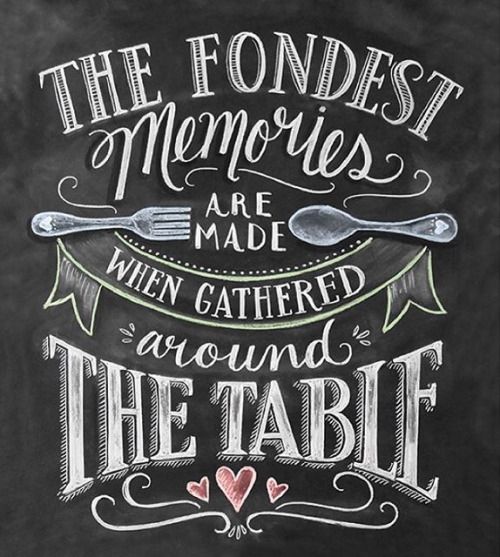 THE FONDEST
Memories
ARE
MADE
WHEN GATHERED
around
THE TABLE